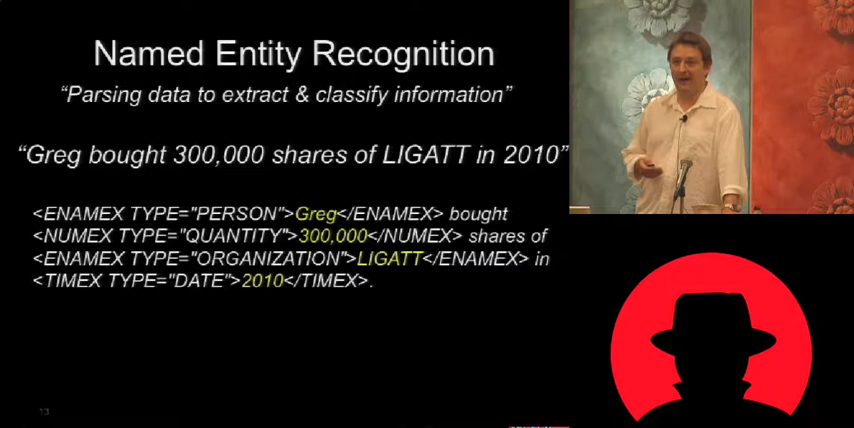 Named Entity Recognition
“Parsing data to extract & classify information”
“Greg bought 300,000 shares of LIGATT in 2010”
<ENAMEX TYPE="PERSON">Greg</ENAMEX> bought
<NUMEX TYPE="QUANTITY">300,000</NUMEX> shares of
<ENAMEX TYPE="ORGANIZATION">LIGATT</ENAMEX> in
<TIMEX TYPE="DATE">2010</TIMEX>.
13